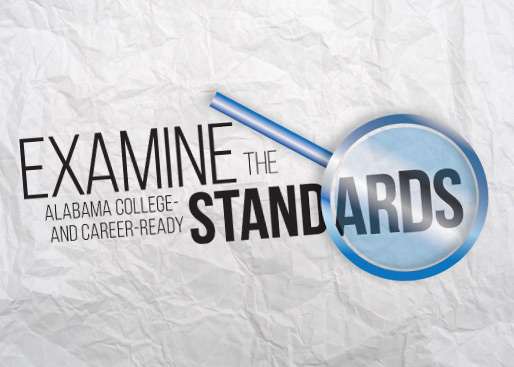 EXAMINE THE
ALABAMA COLLEGE-
AND CAREER-READY STANDARDS